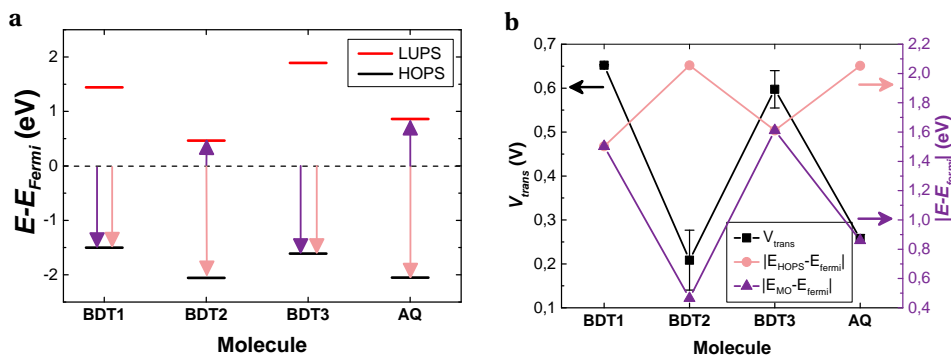 a
E-E_Fermi (eV)
2
1
0
-1
-2
LUPS
HOPS
BDT1 BDT2 BDT3 AQ
Molecule
b
V_trans (V)
0,7
0,6
0,5
0,4
0,3
0,2
0,1
V_trans
|E_HOPS-E_fermi|
|E_MO-E_fermi|
2,2
2,0
1,8
1,6
1,4
1,2
1,0
0,8
0,6
0,4
|E-E_fermi| (eV)
BDT1 BDT2 BDT3 AQ
Molecule